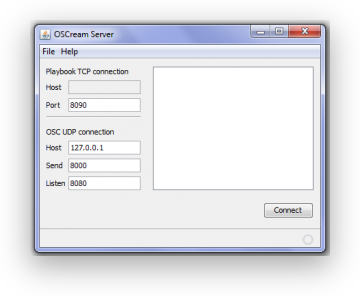 OSCream Server
File Help
Playbook TCP connection
Host
Port 8090
OSC UDP connection
Host 127.0.0.1
Send 8000
Listen 8080
Connect